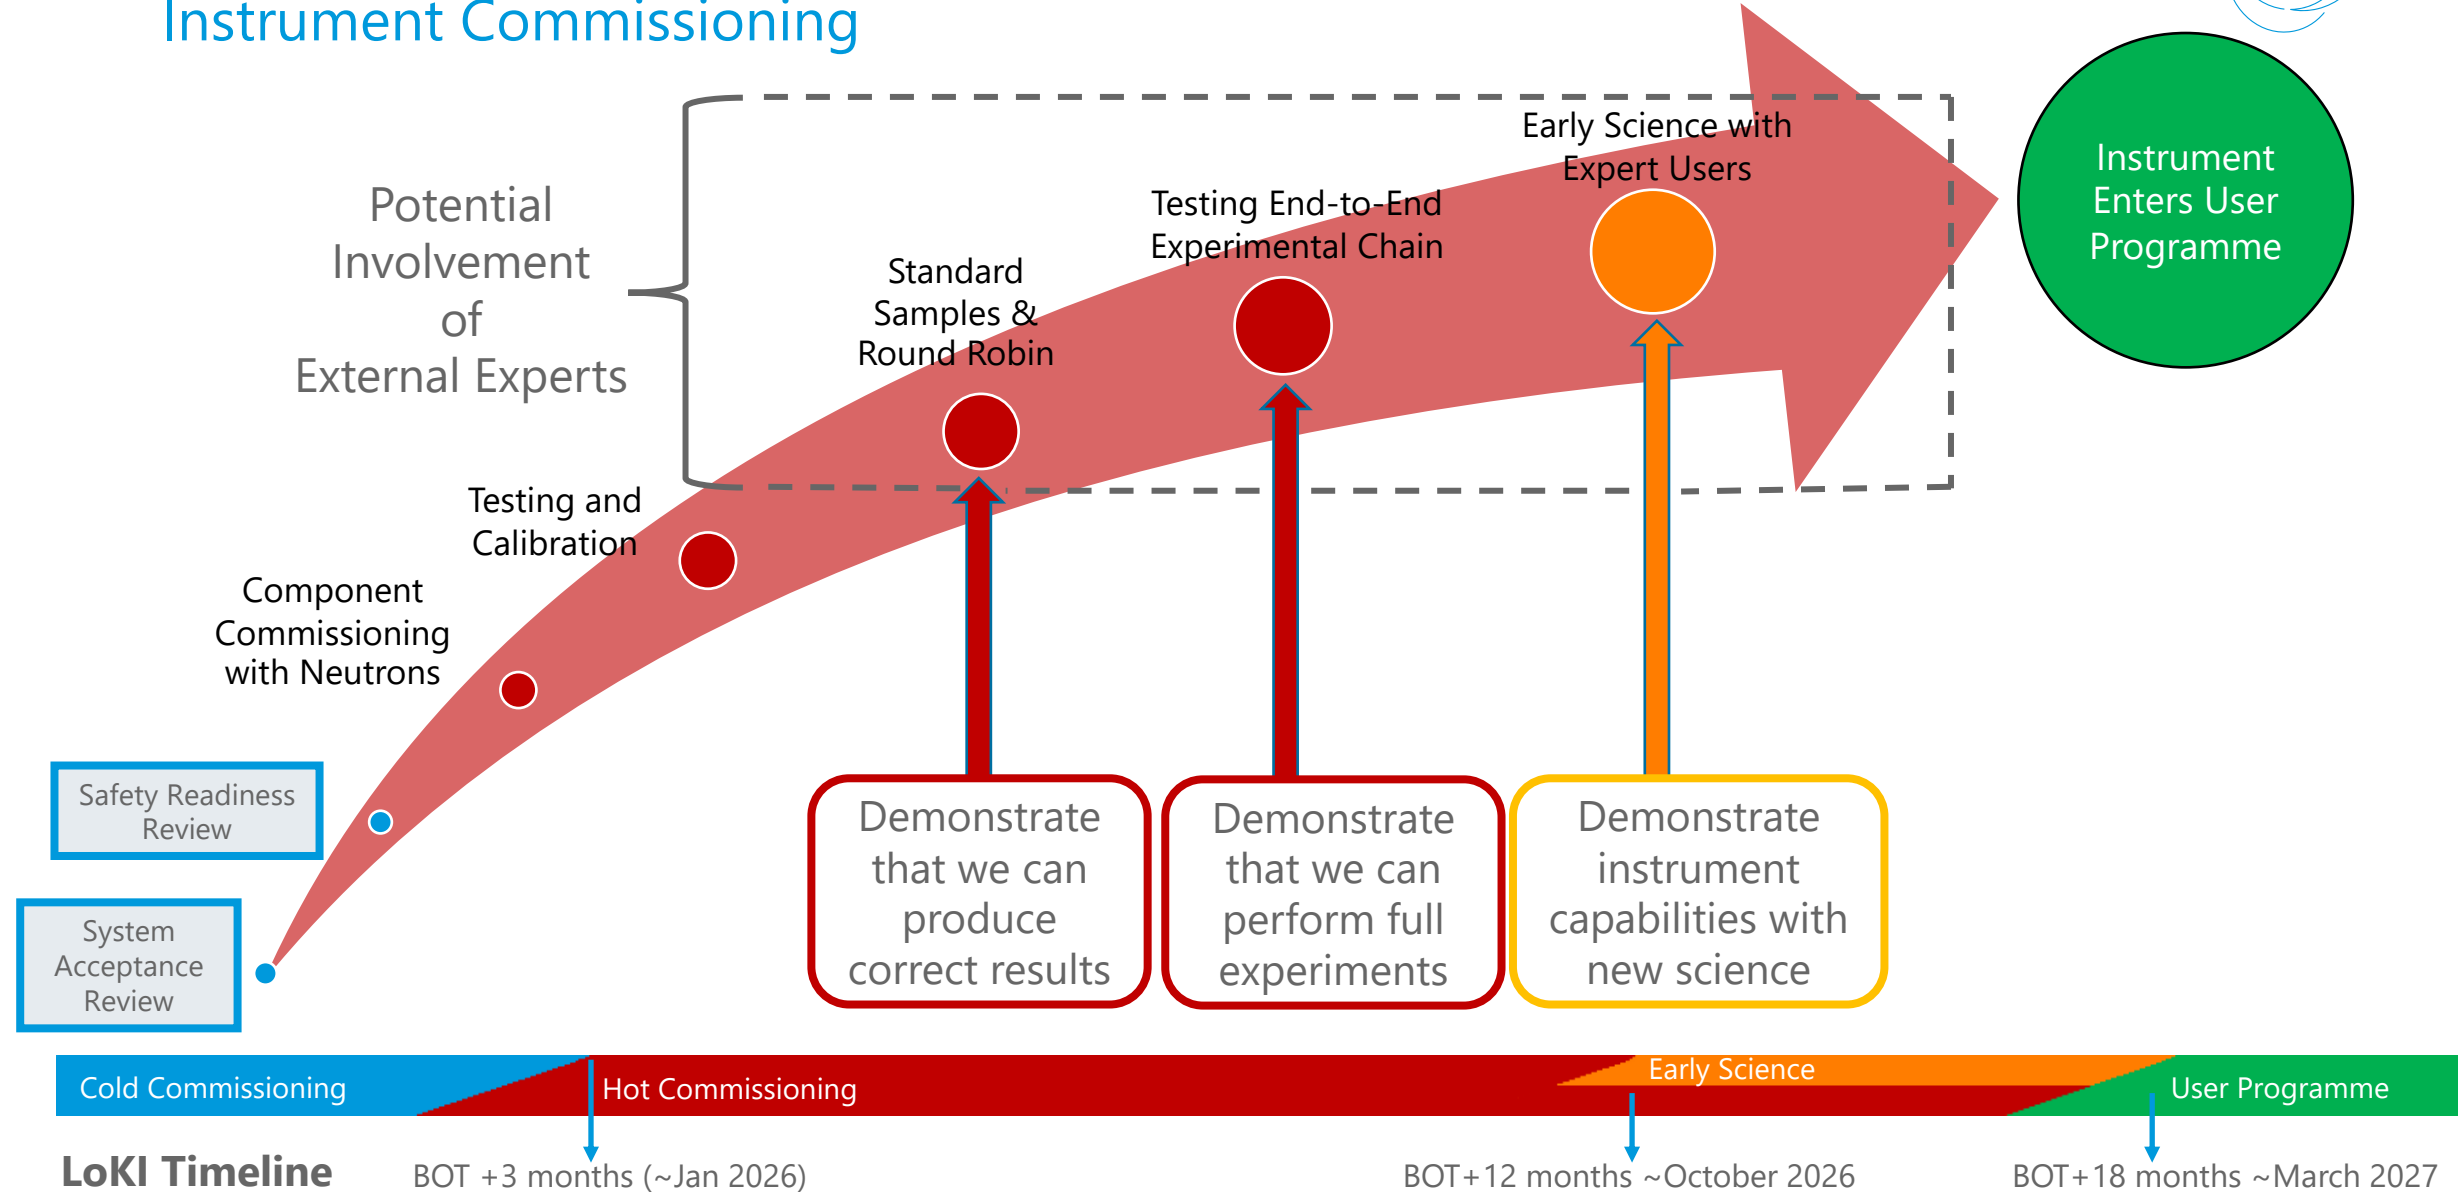 Instrument Commissioning
Potential
Involvement
of
External Experts
Early Science with
Expert Users
Testing End-to-End
Experimental Chain
Standard
Samples &
Round Robin
Testing and
Calibration
Component
Commissioning
with Neutrons
Instrument
Enters User
Programme
Safety Readiness
Review
System
Acceptance
Review
Demonstrate
that we can
produce
correct results
Demonstrate
that we can
perform full
experiments
Demonstrate
instrument
capabilities with
new science
Cold Commissioning
Hot Commissioning
Early Science
User Programme
LoKI Timeline
BOT +3 months (~Jan 2026)
BOT+12 months ~October 2026
BOT+18 months ~March 2027